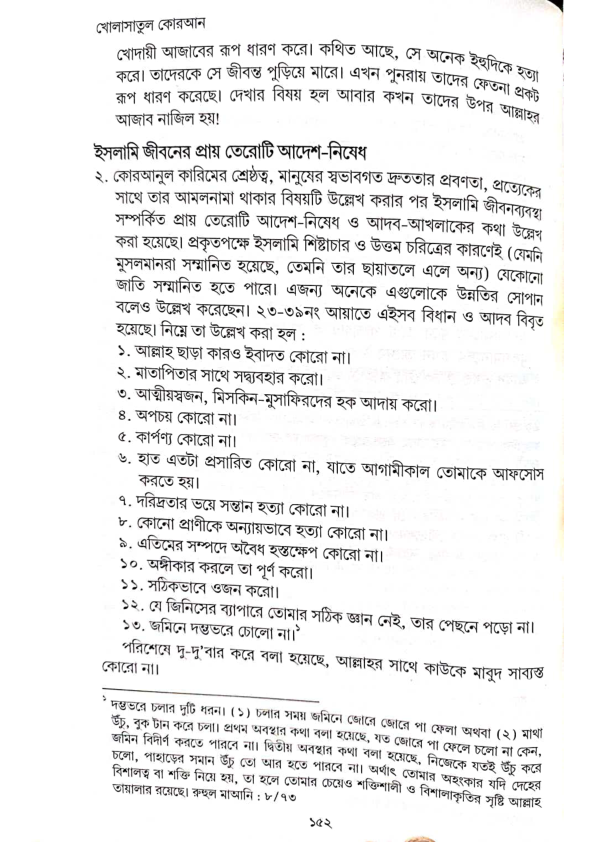 খোলাসাতুল কোরআন
খোদায়ী আজাবের রূপ ধারণ করে। কথিত আছে, সে অনেক ইহুদিকে হত্যা
করে। তাদেরকে সে জীবন্ত পুড়িয়ে মারে। এখন পুনরায় তাদের ফেতনা প্রকট
রূপ ধারণ করেছে। দেখার বিষয় হল আবার কখন তাদের উপর আল্লাহর
আজাব নাজিল হয়!
ইসলামি জীবনের প্রায় তেরোটি আদেশ-নিষেধ
২. কোরআনুল কারিমের শ্রেষ্ঠত্ব, মানুষের স্বভাবগত দ্রুততার প্রবণতা, প্রত্যেকের
সাথে তার আমলনামা থাকার বিষয়টি উল্লেখ করার পর ইসলামি জীবনব্যবস্থা
সম্পর্কিত প্রায় তেরোটি আদেশ-নিষেধ ও আদব-আখলাকের কথা উল্লেখ
করা হয়েছে। প্রকৃতপক্ষে ইসলামি শিষ্টাচার ও উত্তম চরিত্রের কারণেই (যেমনি
মুসলমানরা সম্মানিত হয়েছে, তেমনি তার ছায়াতলে এলে অন্য) যেকোনো
জাতি সম্মানিত হতে পারে। এজন্য অনেকে এগুলোকে উন্নতির সোপান
বলেও উল্লেখ করেছেন। ২৩-৩৯নং আয়াতে এইসব বিধান ও আদব বিবৃত
হয়েছে। নিম্নে তা উল্লেখ করা হল :
১. আল্লাহ ছাড়া কারও ইবাদত কোরো না।
২. মাতাপিতার সাথে সদ্ব্যবহার করো।
৩. আত্মীয়স্বজন, মিসকিন-মুসাফিরদের হক আদায় করো।
৪. অপচয় কোরো না।
৫. কার্পণ্য কোরো না।
৬. হাত এতটা প্রসারিত কোরো না, যাতে আগামীকাল তোমাকে আফসোস
করতে হয়।
৭. দরিদ্রতার ভয়ে সন্তান হত্যা কোরো না।
৮. কোনো প্রাণীকে অন্যায়ভাবে হত্যা কোরো না।
৯. এতিমের সম্পদে অবৈধ হস্তক্ষেপ কোরো না।
১০. অঙ্গীকার করলে তা পূর্ণ করো।
১১. সঠিকভাবে ওজন করো।
১২. যে জিনিসের ব্যাপারে তোমার সঠিক জ্ঞান নেই, তার পেছনে পড়ো না।
১৩. জমিনে দম্ভভরে চোলো না।¹
পরিশেষে দু-দু'বার করে বলা হয়েছে, আল্লাহর সাথে কাউকে মাবুদ সাব্যস্ত
কোরো না।
¹ দম্ভভরে চলার দুটি ধরন। (১) চলার সময় জমিনে জোরে জোরে পা ফেলা অথবা (২) মাথা
উঁচু, বুক টান করে চলা। প্রথম অবস্থার কথা বলা হয়েছে, যত জোরে পা ফেলে চলো না কেন,
জমিন বিদীর্ণ করতে পারবে না। দ্বিতীয় অবস্থার কথা বলা হয়েছে, নিজেকে যতই উঁচু করে
চলো, পাহাড়ের সমান উঁচু তো আর হতে পারবে না। অর্থাৎ তোমার অহংকার যদি দেহের
বিশালত্ব বা শক্তি নিয়ে হয়, তা হলে তোমার চেয়েও শক্তিশালী ও বিশালাকৃতির সৃষ্টি আল্লাহ
তায়ালার রয়েছে। রুহুল মাআনি : ৮/৭৩
১৫২